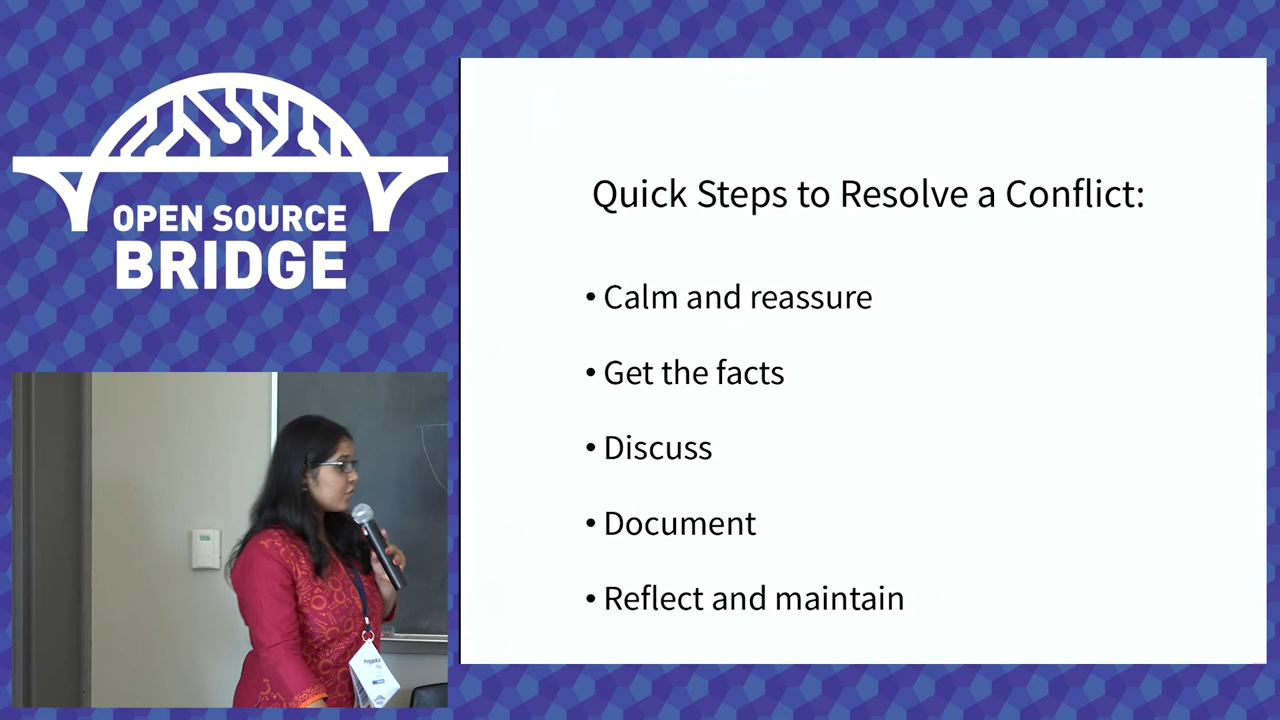 OPEN SOURCE
BRIDGE
Quick Steps to Resolve a Conflict:
• Calm and reassure
• Get the facts
• Discuss
• Document
• Reflect and maintain
Priyanka